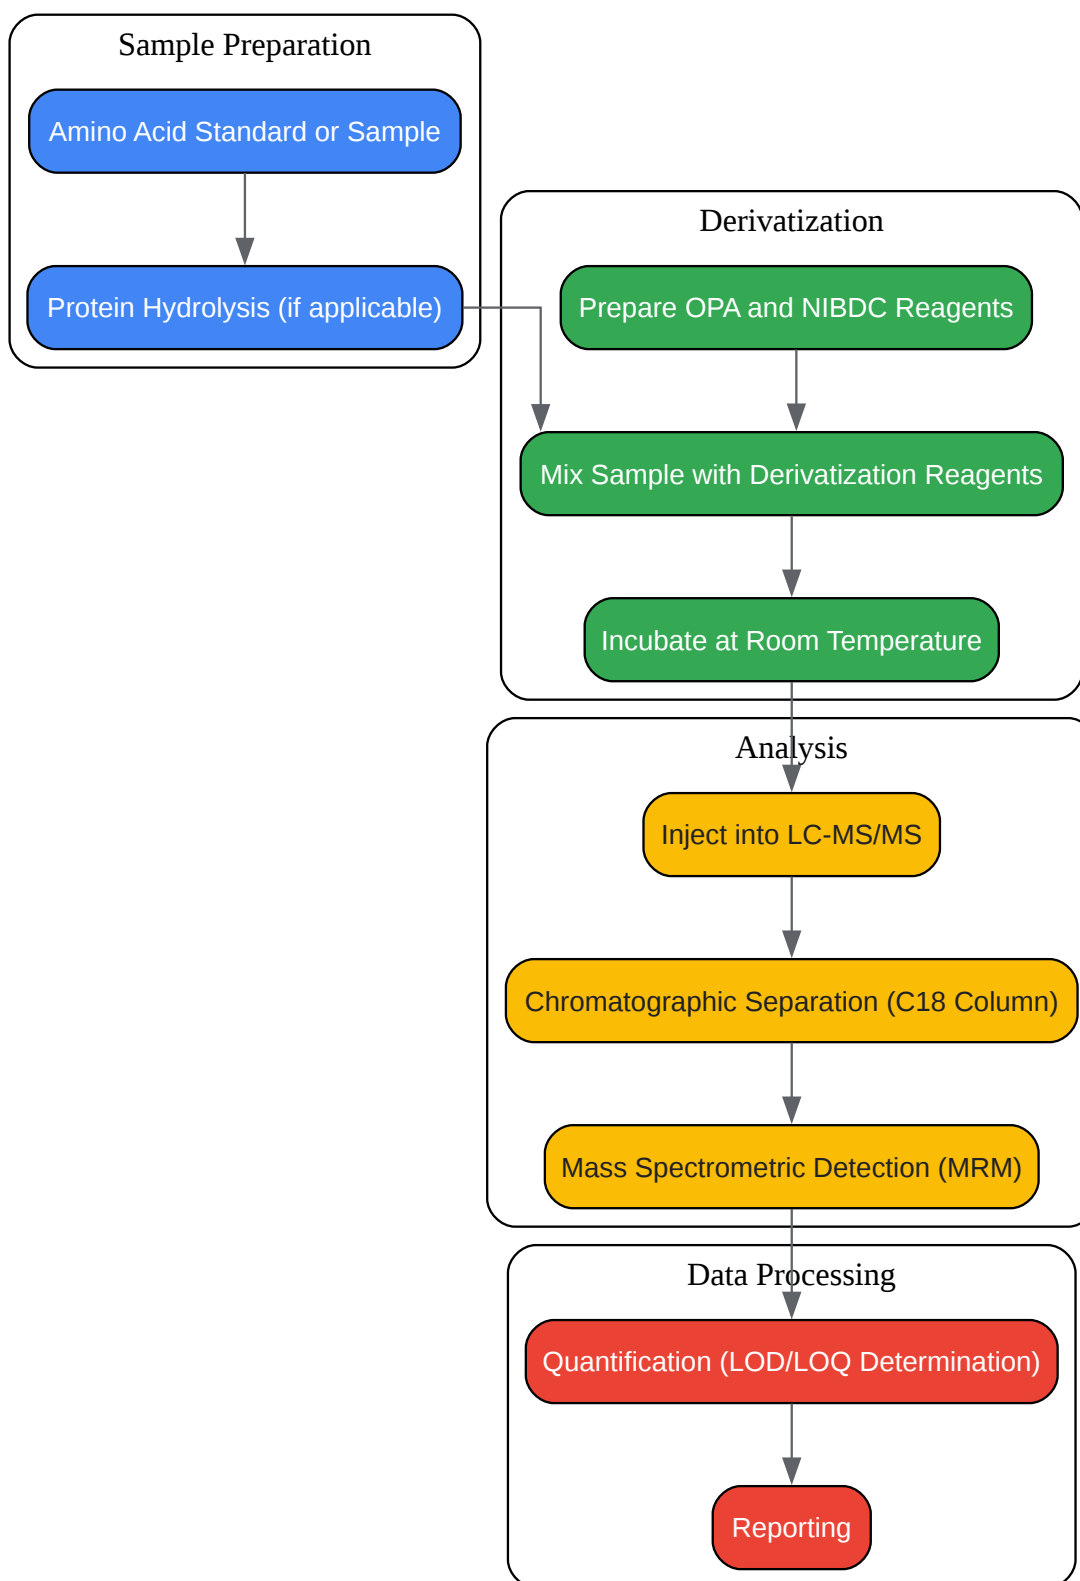 Sample Preparation
Amino Acid Standard or Sample
Protein Hydrolysis (if applicable)
Derivatization
Prepare OPA and NIBDC Reagents
Mix Sample with Derivatization Reagents
Incubate at Room Temperature
Analysis
Inject into LC-MS/MS
Chromatographic Separation (C18 Column)
Mass Spectrometric Detection (MRM)
Data Processing
Quantification (LOD/LOQ Determination)
Reporting